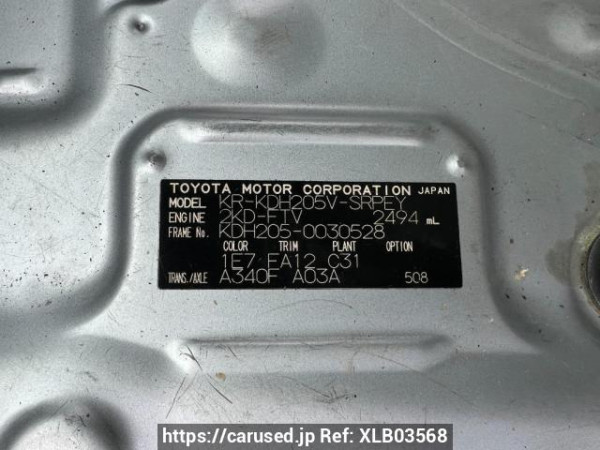 TOYOTA MOTOR CORPORATION JAPAN
MODEL KR-KDH205V-SRPEY
ENGINE 2KD-FTV 2494 mL
FRAME No. KDH205-0030528
COLOR TRIM PLANT OPTION
1E7 FA12 C31
TRANS./AXLE A340F A03A 508
https://carused.jp Ref: XLB03568